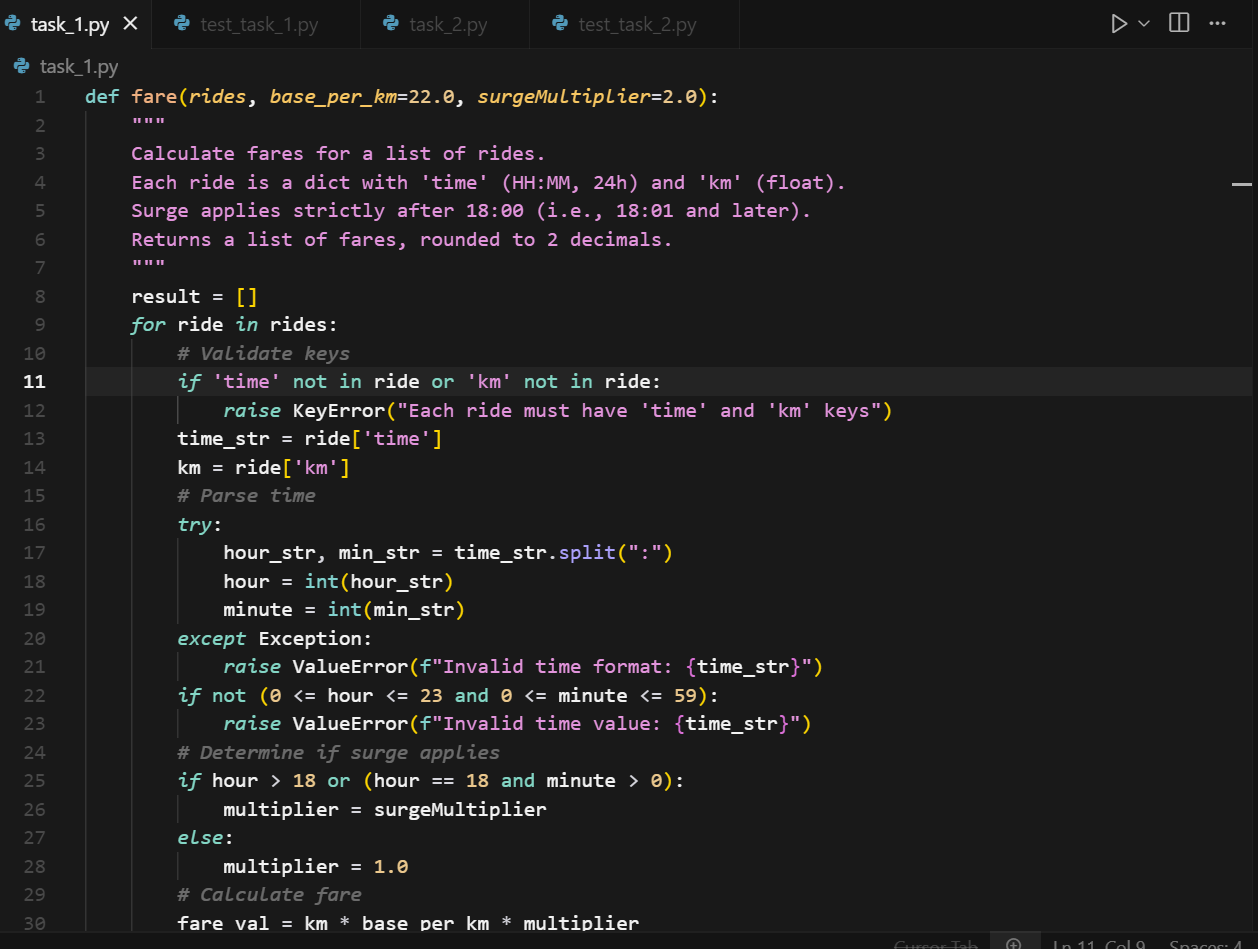 task_1.py test_task_1.py task_2.py test_task_2.py
task_1.py
1 def fare(rides, base_per_km=22.0, surgeMultiplier=2.0):
2 """
3 Calculate fares for a list of rides.
4 Each ride is a dict with 'time' (HH:MM, 24h) and 'km' (float).
5 Surge applies strictly after 18:00 (i.e., 18:01 and later).
6 Returns a list of fares, rounded to 2 decimals.
7 """
8 result = []
9 for ride in rides:
10 # Validate keys
11 if 'time' not in ride or 'km' not in ride:
12 raise KeyError("Each ride must have 'time' and 'km' keys")
13 time_str = ride['time']
14 km = ride['km']
15 # Parse time
16 try:
17 hour_str, min_str = time_str.split(":")
18 hour = int(hour_str)
19 minute = int(min_str)
20 except Exception:
21 raise ValueError(f"Invalid time format: {time_str}")
22 if not (0 <= hour <= 23 and 0 <= minute <= 59):
23 raise ValueError(f"Invalid time value: {time_str}")
24 # Determine if surge applies
25 if hour > 18 or (hour == 18 and minute > 0):
26 multiplier = surgeMultiplier
27 else:
28 multiplier = 1.0
29 # Calculate fare
30 fare_val = km * base_per_km * multiplier
Cursor Tab Ln 11, Col 9 Spaces: 4